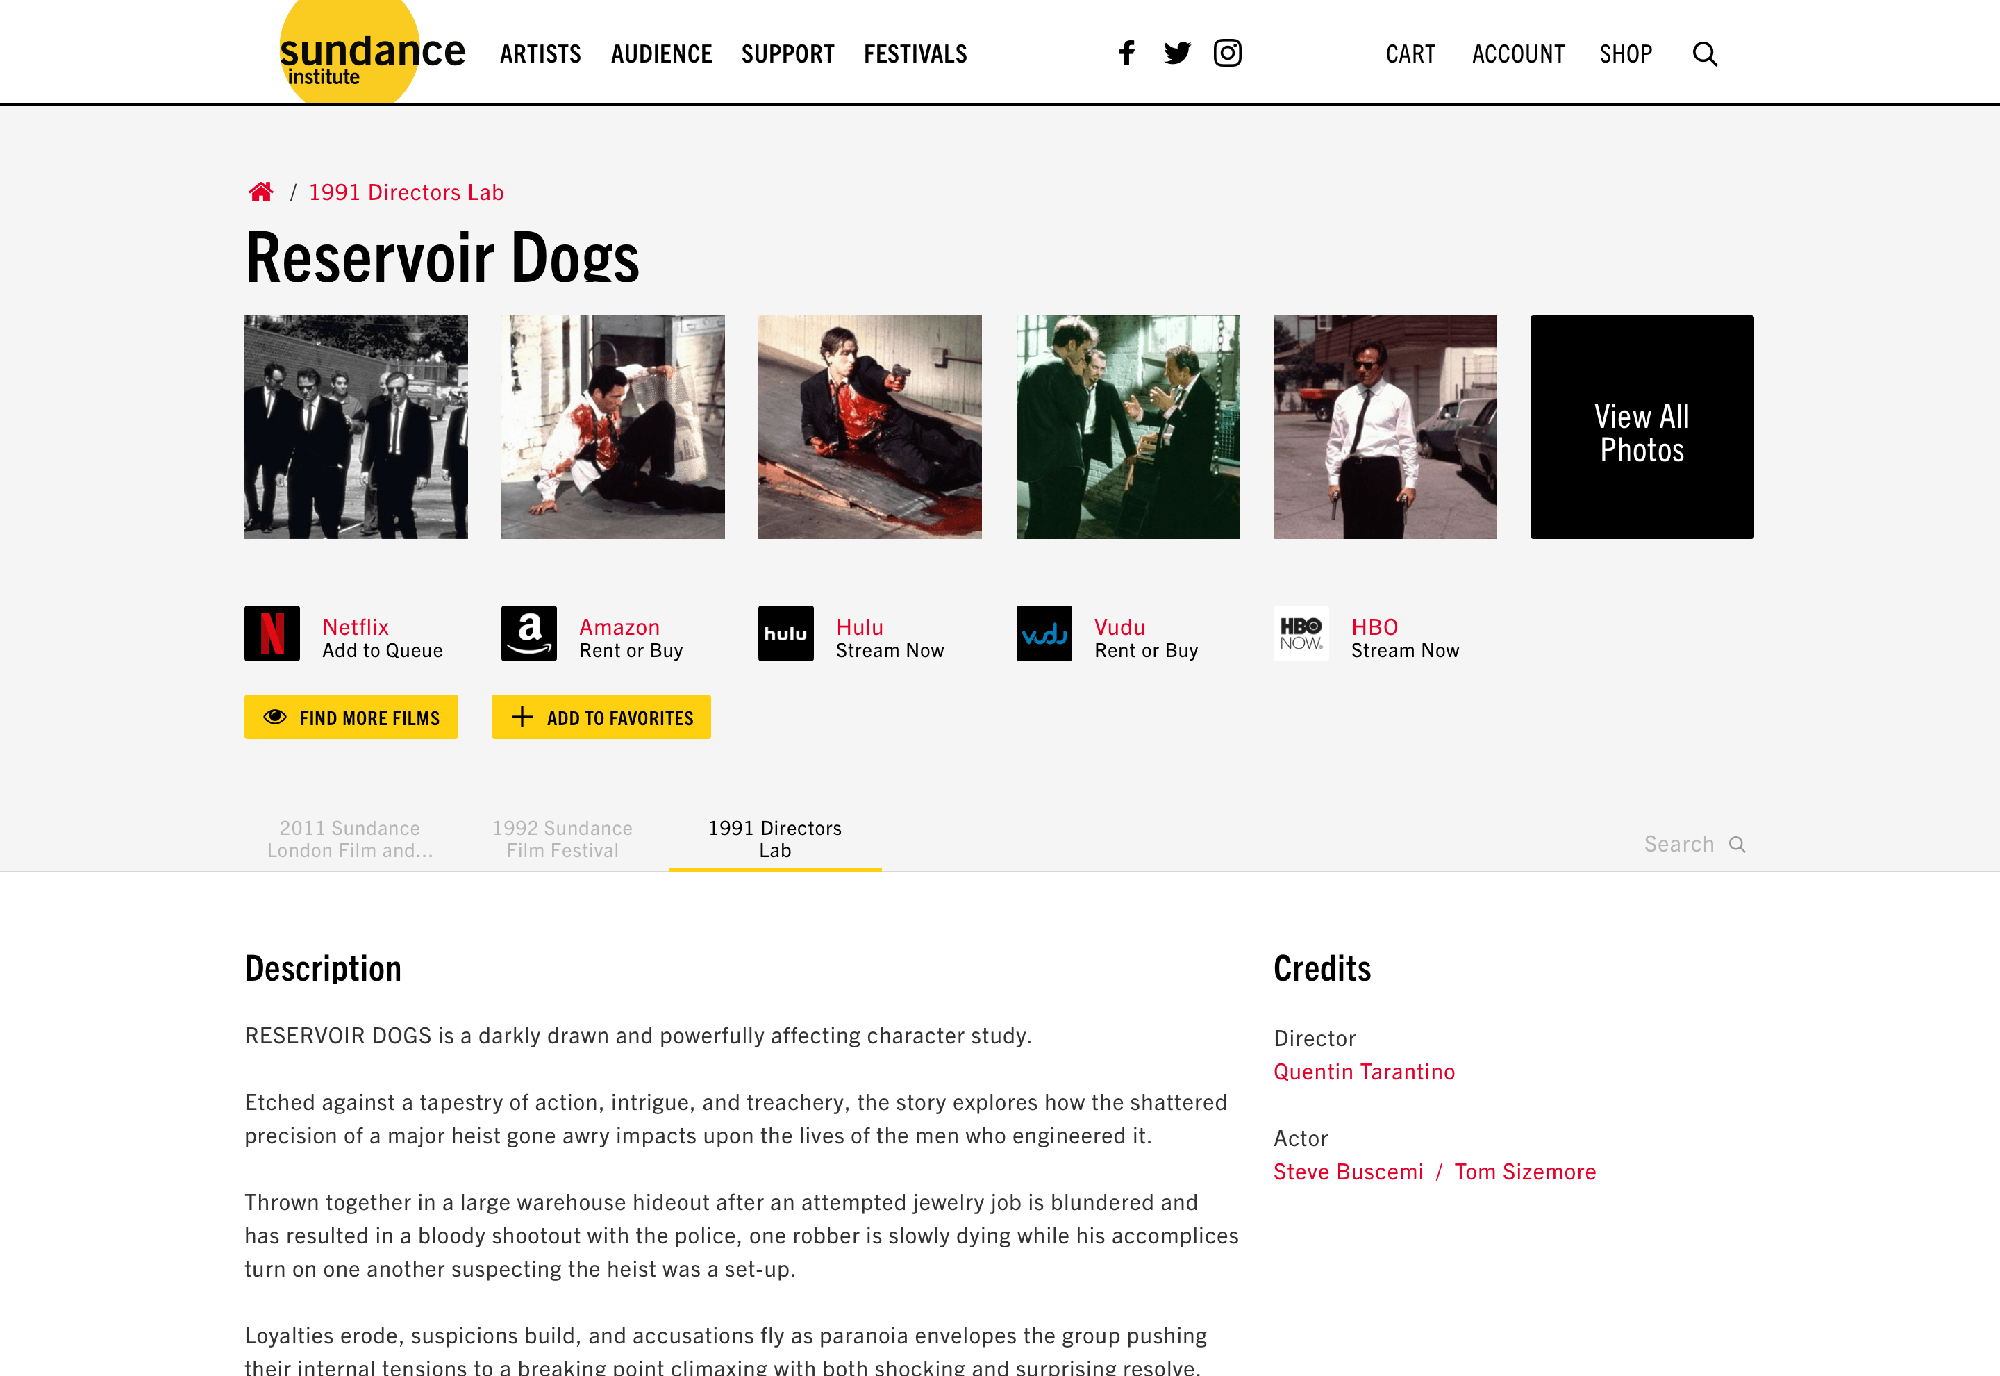 sundance
institute
ARTISTS AUDIENCE SUPPORT FESTIVALS
CART ACCOUNT SHOP
/ 1991 Directors Lab
Reservoir Dogs
View All
Photos
N Netflix
Add to Queue
a Amazon
Rent or Buy
hulu Hulu
Stream Now
vudu Vudu
Rent or Buy
HBO
NOW. HBO
Stream Now
FIND MORE FILMS
ADD TO FAVORITES
2011 Sundance
London Film and...
1992 Sundance
Film Festival
1991 Directors
Lab
Search
Description
RESERVOIR DOGS is a darkly drawn and powerfully affecting character study.
Etched against a tapestry of action, intrigue, and treachery, the story explores how the shattered
precision of a major heist gone awry impacts upon the lives of the men who engineered it.
Thrown together in a large warehouse hideout after an attempted jewelry job is blundered and
has resulted in a bloody shootout with the police, one robber is slowly dying while his accomplices
turn on one another suspecting the heist was a set-up.
Loyalties erode, suspicions build, and accusations fly as paranoia envelopes the group pushing
their internal tensions to a breaking point climaxing with both shocking and surprising resolve.
Credits
Director
Quentin Tarantino
Actor
Steve Buscemi / Tom Sizemore